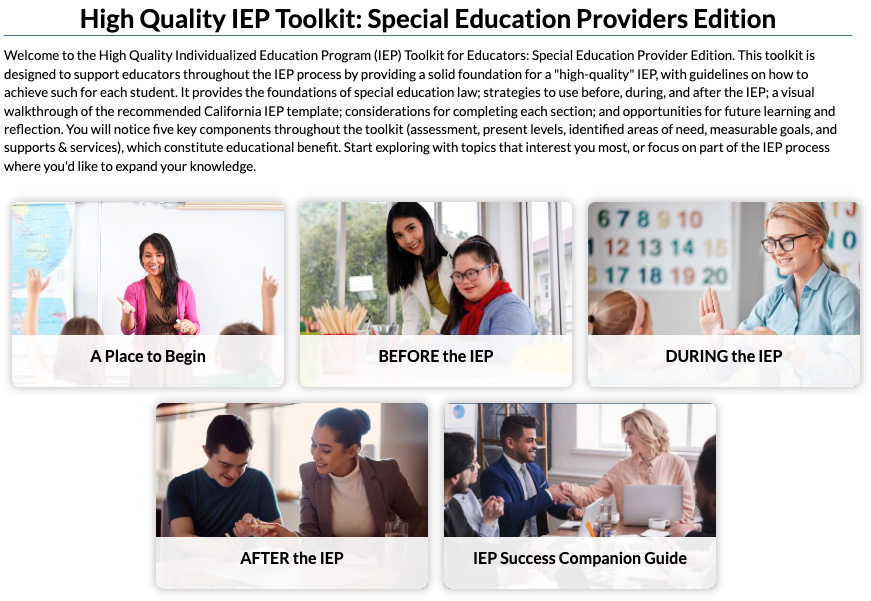 High Quality IEP Toolkit: Special Education Providers Edition
Welcome to the High Quality Individualized Education Program (IEP) Toolkit for Educators: Special Education Provider Edition. This toolkit is
designed to support educators throughout the IEP process by providing a solid foundation for a "high-quality" IEP, with guidelines on how to
achieve such for each student. It provides the foundations of special education law; strategies to use before, during, and after the IEP; a visual
walkthrough of the recommended California IEP template; considerations for completing each section; and opportunities for future learning and
reflection. You will notice five key components throughout the toolkit (assessment, present levels, identified areas of need, measurable goals, and
supports & services), which constitute educational benefit. Start exploring with topics that interest you most, or focus on part of the IEP process
where you'd like to expand your knowledge.
6 7 8 9 10
11 12 13 14 15
16 17 18 19 20
A Place to Begin
BEFORE the IEP
DURING the IEP
AFTER the IEP
IEP Success Companion Guide